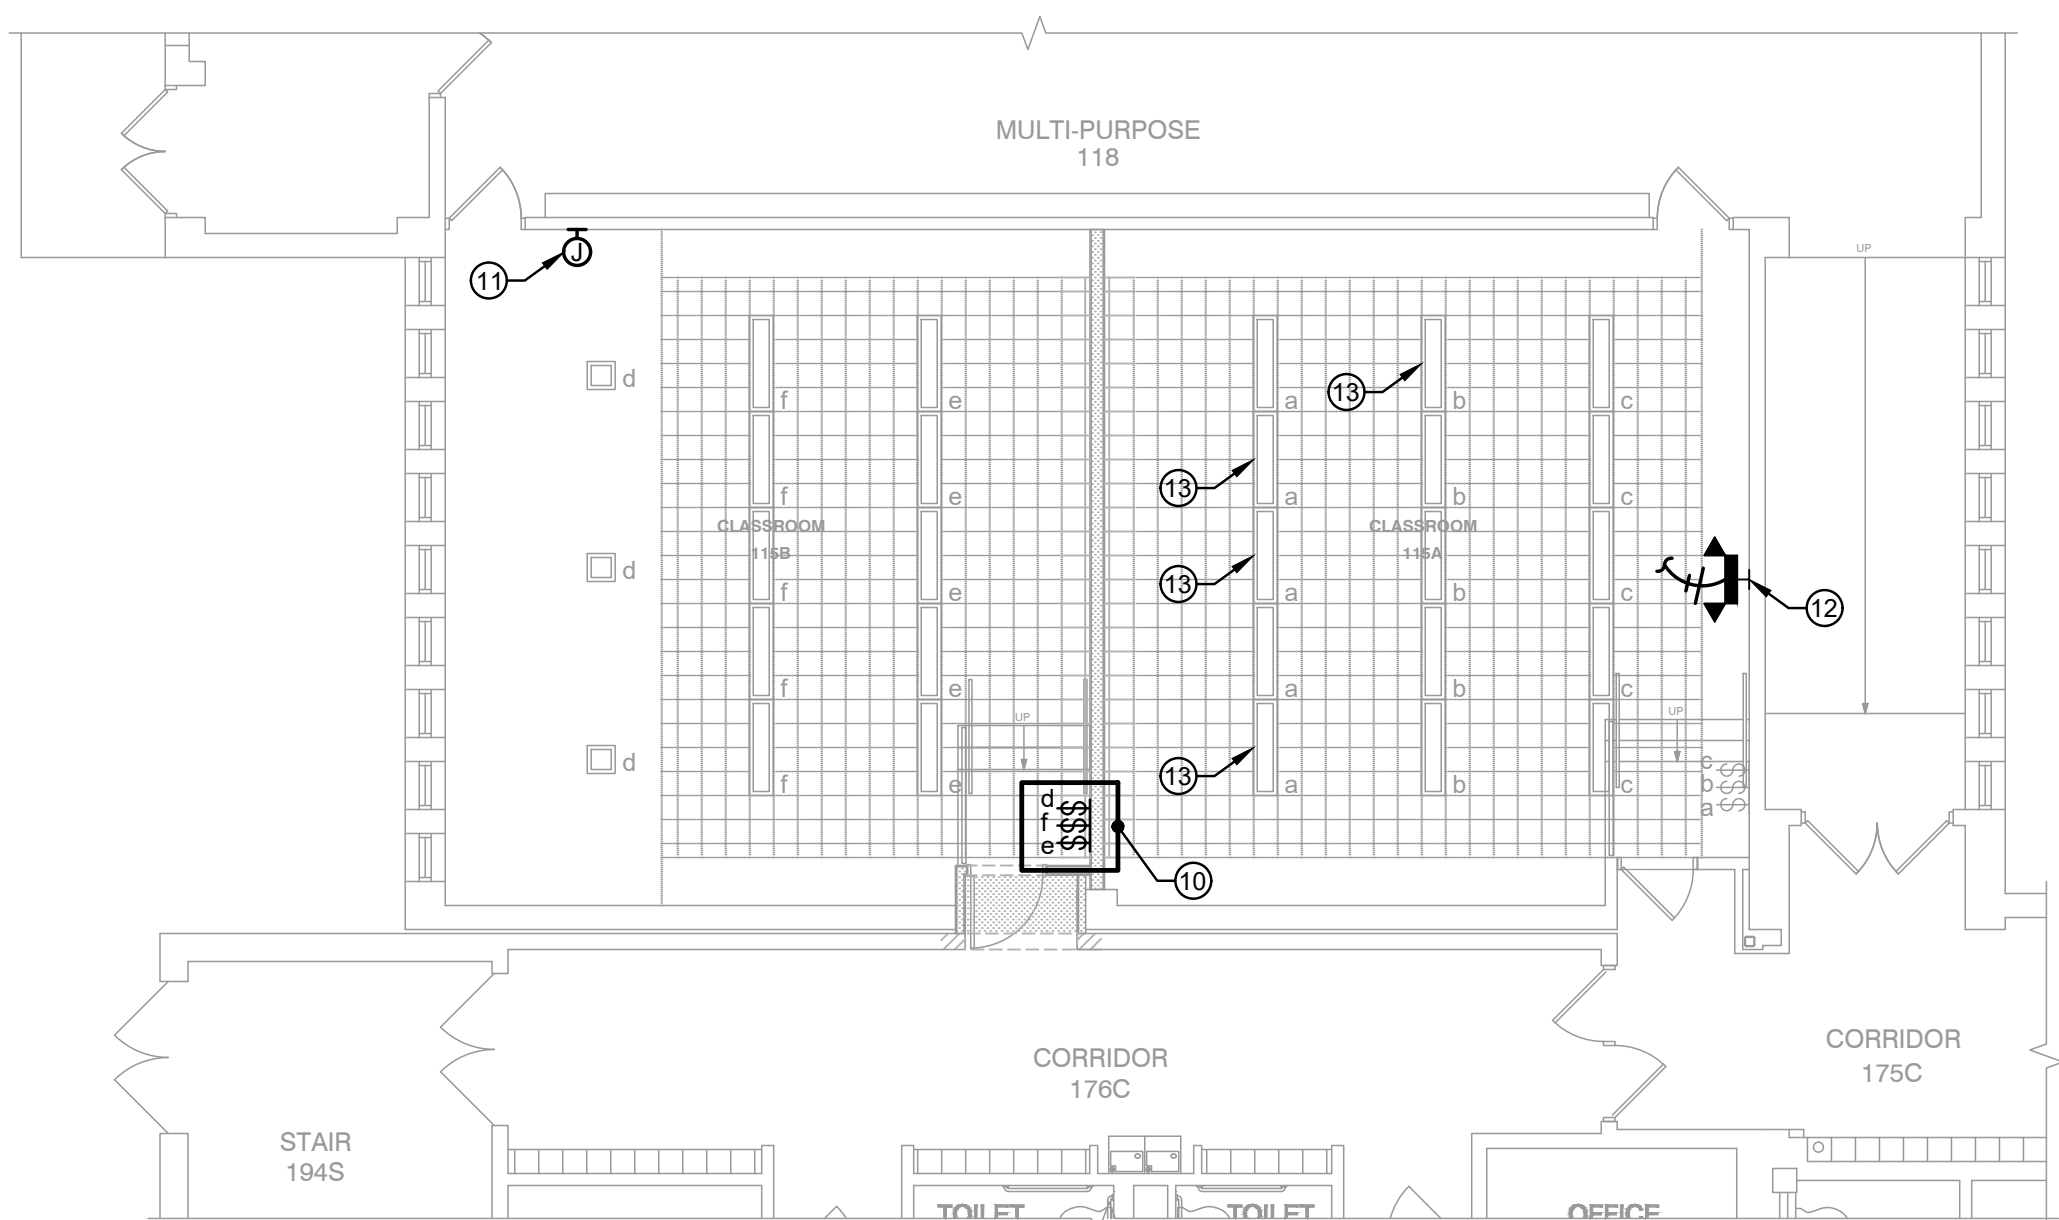 MULTI-PURPOSE
118
UP
J
11
d
f
e
a
13
b
c
13
f
e
a
b
c
CLASSROOM
115B
CLASSROOM
115A
d
13
f
e
a
b
c
12
f
e
a
b
c
UP
UP
d
13
c
b
a
f
e
a
b
c
d
f
e
$$$
$$$
10
CORRIDOR
176C
CORRIDOR
175C
STAIR
194S
TOILET
TOILET
OFFICE